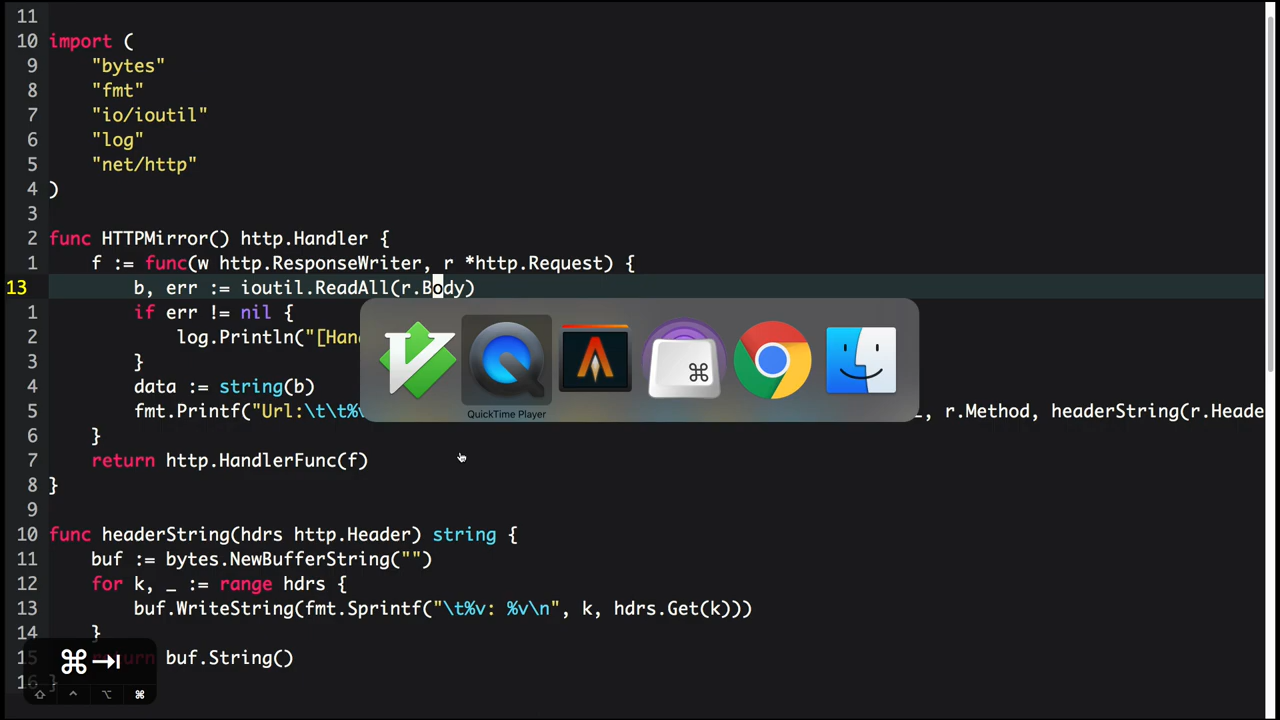 11
10 import (
9 "bytes"
8 "fmt"
7 "io/ioutil"
6 "log"
5 "net/http"
4 )
3
2 func HTTPMirror() http.Handler {
1 f := func(w http.ResponseWriter, r *http.Request) {
13 b, err := ioutil.ReadAll(r.Body)
1 if err != nil {
2 log.Println("[Han
3 }
4 data := string(b)
5 fmt.Printf("Url:\t\t%v , r.Method, headerString(r.Heade
6 }
7 return http.HandlerFunc(f)
8 }
9
10 func headerString(hdrs http.Header) string {
11 buf := bytes.NewBufferString("")
12 for k, _ := range hdrs {
13 buf.WriteString(fmt.Sprintf("\t%v: %v\n", k, hdrs.Get(k)))
14 }
15 return buf.String()
16 }
QuickTime Player
⌘⇥
⇧ ^ ⌥ ⌘